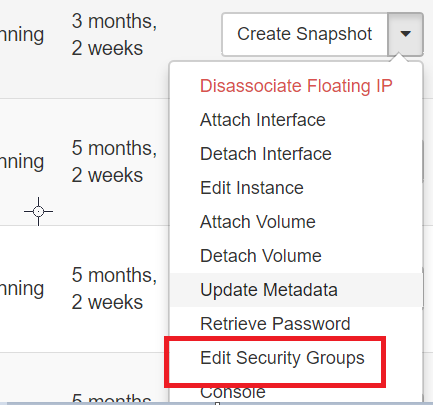 nning
3 months,
2 weeks
Create Snapshot
Disassociate Floating IP
Attach Interface
Detach Interface
nning
5 months,
2 weeks
Edit Instance
Attach Volume
Detach Volume
nning
5 months,
2 weeks
Update Metadata
Retrieve Password
Edit Security Groups
Console
5 months,